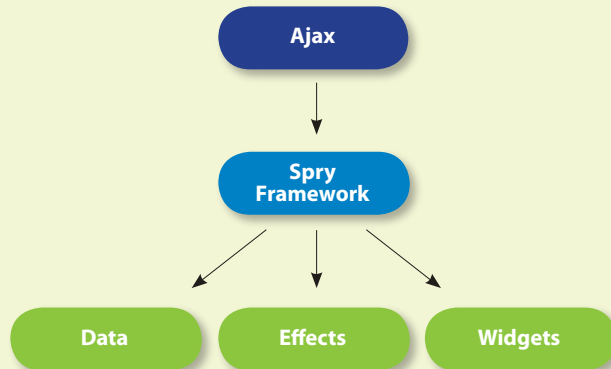 Ajax
Spry
Framework
Data
Effects
Widgets